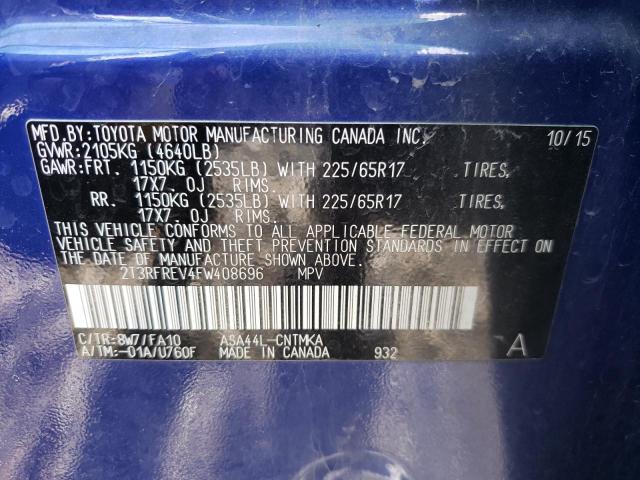 MFD.BY:TOYOTA MOTOR MANUFACTURING CANADA INC. 10/15
GVWR:2105KG (4640LB)
GAWR:FRT. 1150KG (2535LB) WITH 225/65R17 TIRES,
17X7. 0J RIMS.
RR. 1150KG (2535LB) WITH 225/65R17 TIRES,
17X7. 0J RIMS.
THIS VEHICLE CONFORMS TO ALL APPLICABLE FEDERAL MOTOR
VEHICLE SAFETY AND THEFT PREVENTION STANDARDS IN EFFECT ON
THE DATE OF MANUFACTURE SHOWN ABOVE.
2T3RFREV4FW408696 MPV
C/TR:8W7/FA10 ASA44L-CNTMKA
A/TM:-01A/U760F MADE IN CANADA 932
A